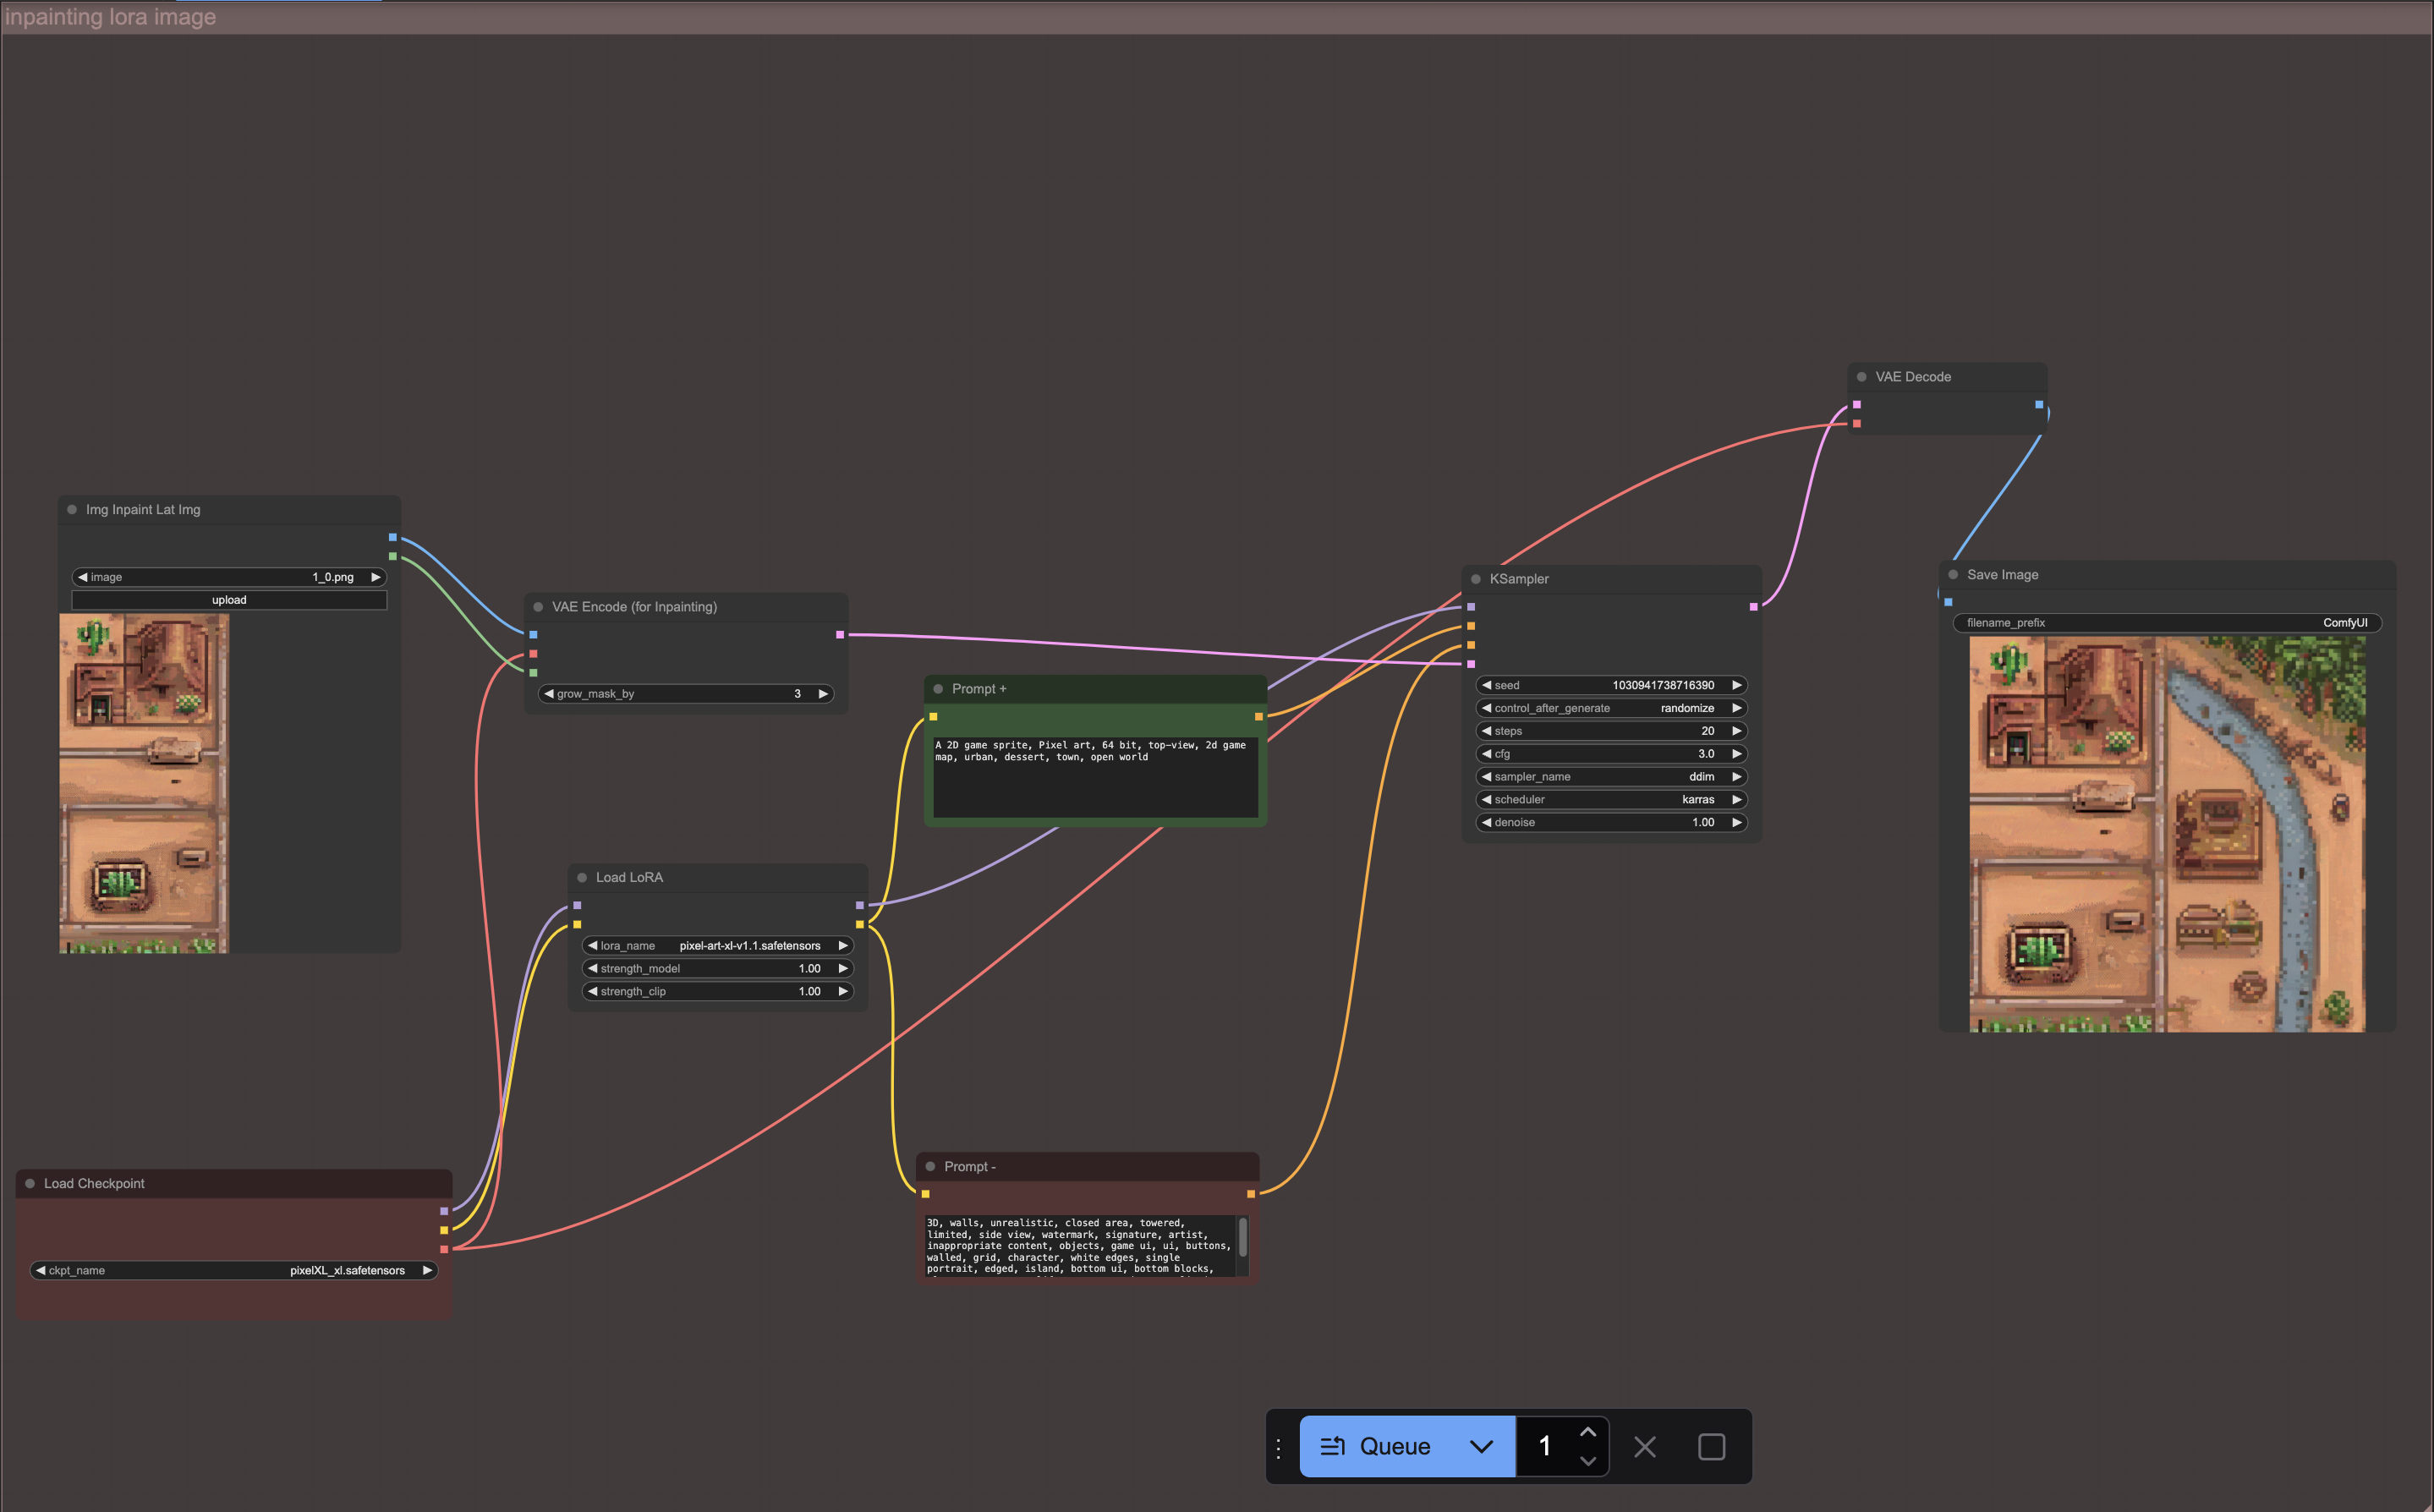 inpainting lora image
VAE Decode
Img Inpaint Lat Img
image 1_0.png
upload
VAE Encode (for Inpainting)
grow_mask_by 3
Prompt +
A 2D game sprite, Pixel art, 64 bit, top-view, 2d game
map, urban, dessert, town, open world
KSampler
seed 1030941738716390
control_after_generate randomize
steps 20
cfg 3.0
sampler_name ddim
scheduler karras
denoise 1.00
Save Image
filename_prefix ComfyUI
Load LoRA
lora_name pixel-art-xl-v1.1.safetensors
strength_model 1.00
strength_clip 1.00
Load Checkpoint
ckpt_name pixelXL_xl.safetensors
Prompt -
3D, walls, unrealistic, closed area, towered,
limited, side view, watermark, signature, artist,
inappropriate content, objects, game ui, ui, buttons,
walled, grid, character, white edges, single
portrait, edged, island, bottom ui, bottom blocks,
Queue
1